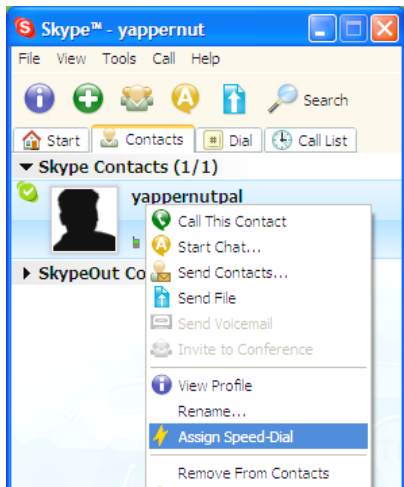 Skype™ - yappernut
File View Tools Call Help
Search
Start Contacts # Dial Call List
Skype Contacts (1/1)
yappernutpal
Call This Contact
Start Chat...
SkypeOut Co
Send Contacts...
Send File
Send Voicemail
Invite to Conference
View Profile
Rename...
Assign Speed-Dial
Remove From Contacts